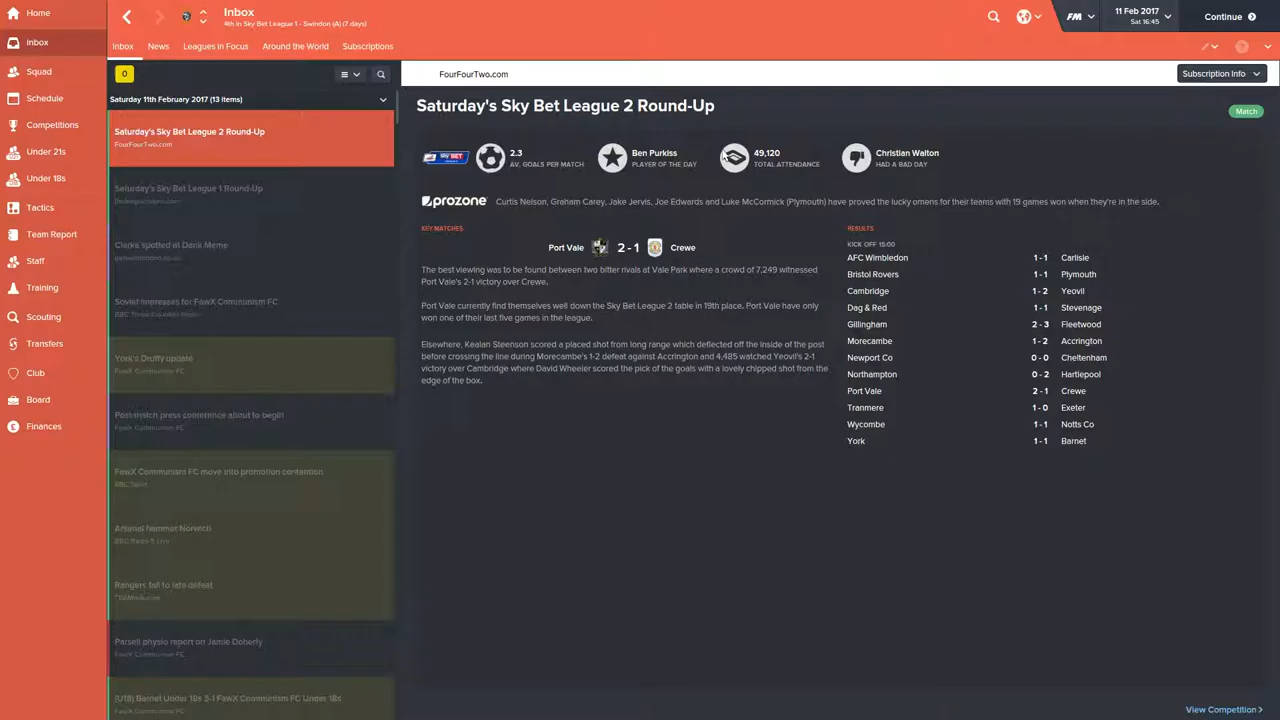 Home
Inbox
Squad
Schedule
Competitions
Under 21s
Under 18s
Tactics
Team Report
Staff
Training
Scouting
Transfers
Club
Board
Finances
Inbox
4th in Sky Bet League 1 - Swindon (A) (7 days)
FM
11 Feb 2017
Sat 16:45
Continue
Inbox News Leagues in Focus Around the World Subscriptions
0
Saturday 11th February 2017 (13 items)
Saturday's Sky Bet League 2 Round-Up
FourFourTwo.com
Saturday's Sky Bet League 1 Round-Up
Clarke spotted at Dank Meme
Soviet impresses for FawX Communism FC
York's Druffy update
FawX Communism FC
Post-match press conference about to begin
FawX Communism FC
FawX Communism FC move into promotion contention
BBC Sport
Arsenal hammer Norwich
BBC Radio 5 Live
Rangers fall to late defeat
Parsell physio report on Jamie Doherty
FawX Communism FC
[U18] Barnet Under 18s 3-1 FawX Communism FC Under 18s
FawX Communism FC
FourFourTwo.com
Subscription Info
Saturday's Sky Bet League 2 Round-Up
Match
sky BET
2.3
AV. GOALS PER MATCH
Ben Purkiss
PLAYER OF THE DAY
49,120
TOTAL ATTENDANCE
Christian Walton
HAD A BAD DAY
prozone
Curtis Nelson, Graham Carey, Jake Jervis, Joe Edwards and Luke McCormick (Plymouth) have proved the lucky omens for their teams with 19 games won when they're in the side.
KEY MATCHES
Port Vale 2 - 1 Crewe
The best viewing was to be found between two bitter rivals at Vale Park where a crowd of 7,249 witnessed
Port Vale's 2-1 victory over Crewe.
Port Vale currently find themselves well down the Sky Bet League 2 table in 19th place. Port Vale have only
won one of their last five games in the league.
Elsewhere, Kealan Steenson scored a placed shot from long range which deflected off the inside of the post
before crossing the line during Morecambe's 1-2 defeat against Accrington and 4,485 watched Yeovil's 2-1
victory over Cambridge where David Wheeler scored the pick of the goals with a lovely chipped shot from the
edge of the box.
RESULTS
KICK OFF 15:00
AFC Wimbledon 1 - 1 Carlisle
Bristol Rovers 1 - 1 Plymouth
Cambridge 1 - 2 Yeovil
Dag & Red 1 - 1 Stevenage
Gillingham 2 - 3 Fleetwood
Morecambe 1 - 2 Accrington
Newport Co 0 - 0 Cheltenham
Northampton 0 - 2 Hartlepool
Port Vale 2 - 1 Crewe
Tranmere 1 - 0 Exeter
Wycombe 1 - 1 Notts Co
York 1 - 1 Barnet
View Competition >